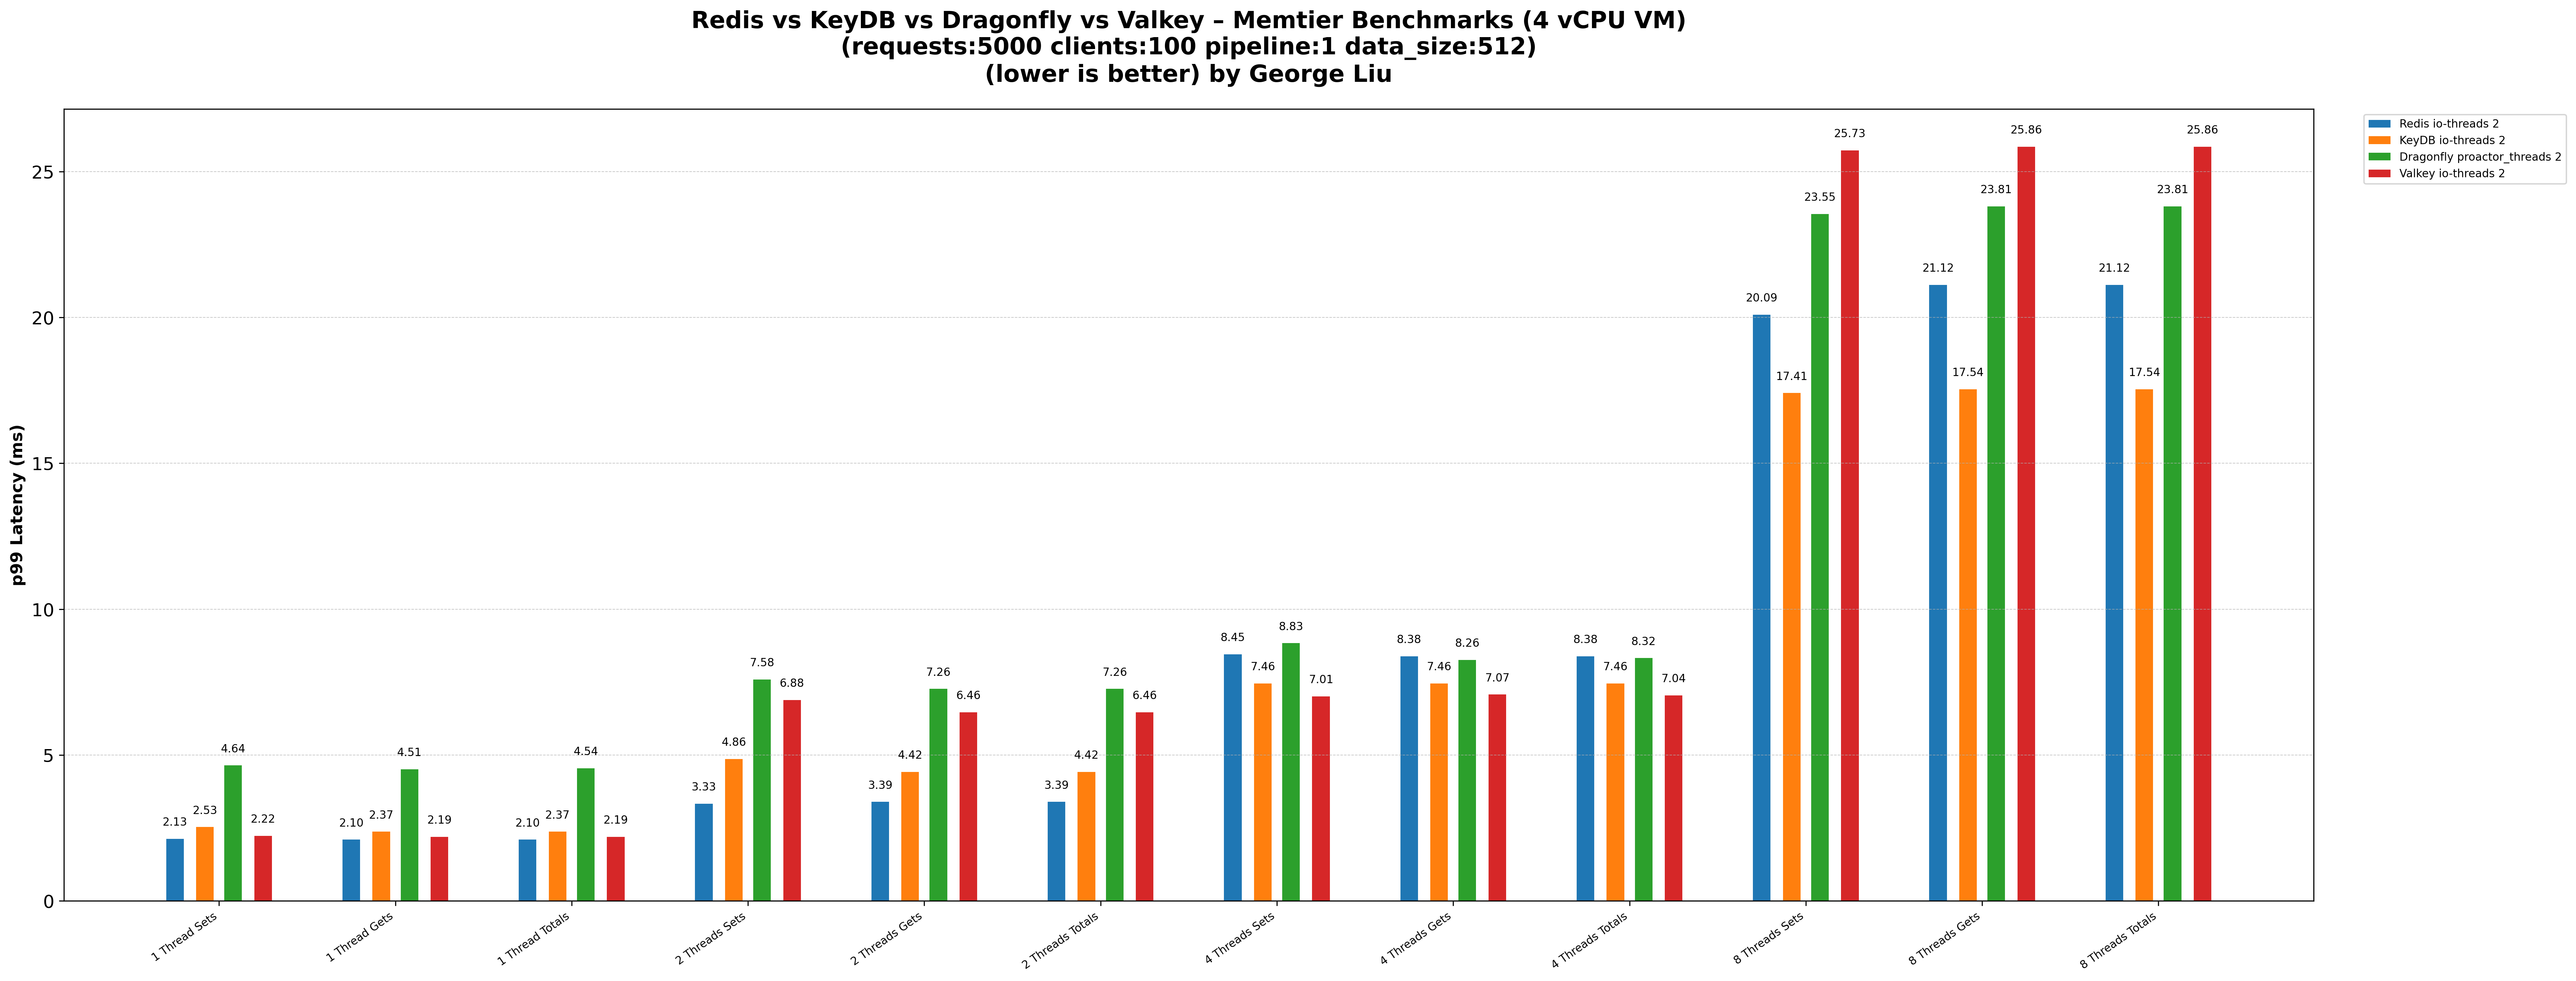 Redis vs KeyDB vs Dragonfly vs Valkey – Memtier Benchmarks (4 vCPU VM)
(requests:5000 clients:100 pipeline:1 data_size:512)
(lower is better) by George Liu
Redis io-threads 2
KeyDB io-threads 2
Dragonfly proactor_threads 2
Valkey io-threads 2
p99 Latency (ms)
25
20
15
10
5
0
2.13 2.53 4.64 2.22
2.10 2.37 4.51 2.19
2.10 2.37 4.54 2.19
3.33 4.86 7.58 6.88
3.39 4.42 7.26 6.46
3.39 4.42 7.26 6.46
8.45 7.46 8.83 7.01
8.38 7.46 8.26 7.07
8.38 7.46 8.32 7.04
20.09 17.41 23.55 25.73
21.12 17.54 23.81 25.86
21.12 17.54 23.81 25.86
1 Thread Sets
1 Thread Gets
1 Thread Totals
2 Threads Sets
2 Threads Gets
2 Threads Totals
4 Threads Sets
4 Threads Gets
4 Threads Totals
8 Threads Sets
8 Threads Gets
8 Threads Totals